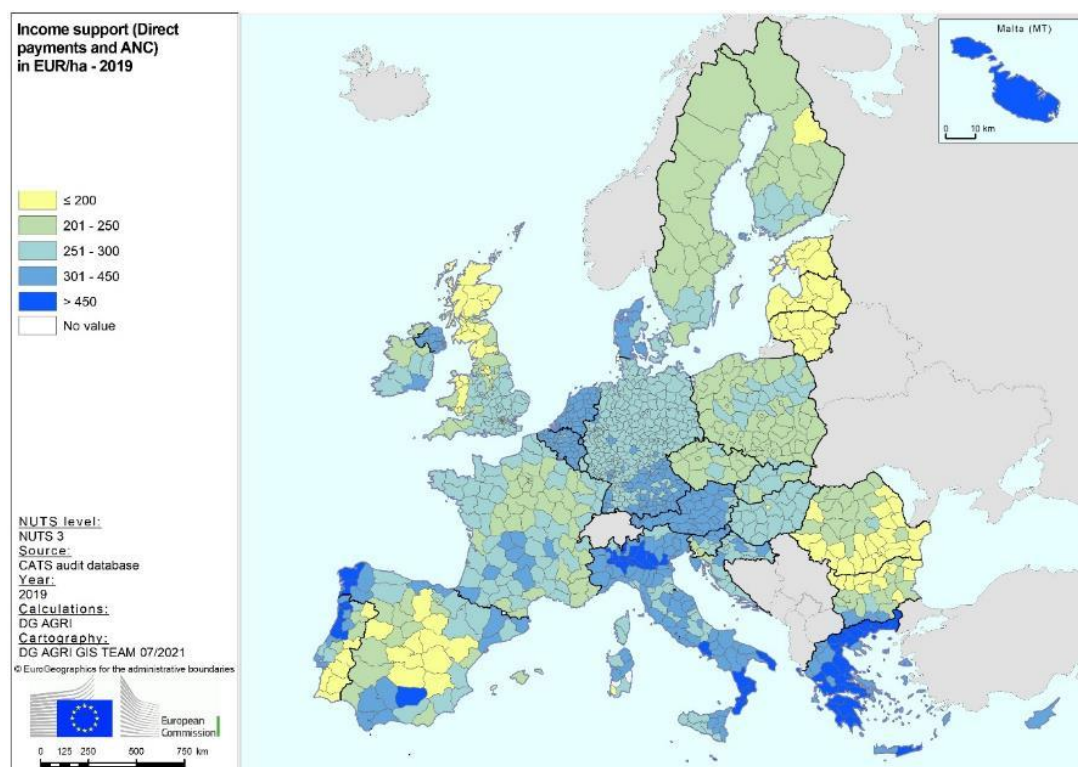 Income support (Direct
payments and ANC)
in EUR/ha - 2019
≤ 200
201 - 250
251 - 300
301 - 450
> 450
No value
NUTS level:
NUTS 3
Source:
CATS audit database
Year:
2019
Calculations:
DG AGRI
Cartography:
DG AGRI GIS TEAM 07/2021
© EuroGeographics for the administrative boundaries
European
Commission
0 125 250 500 750 km
Malta (MT)
0 10 km